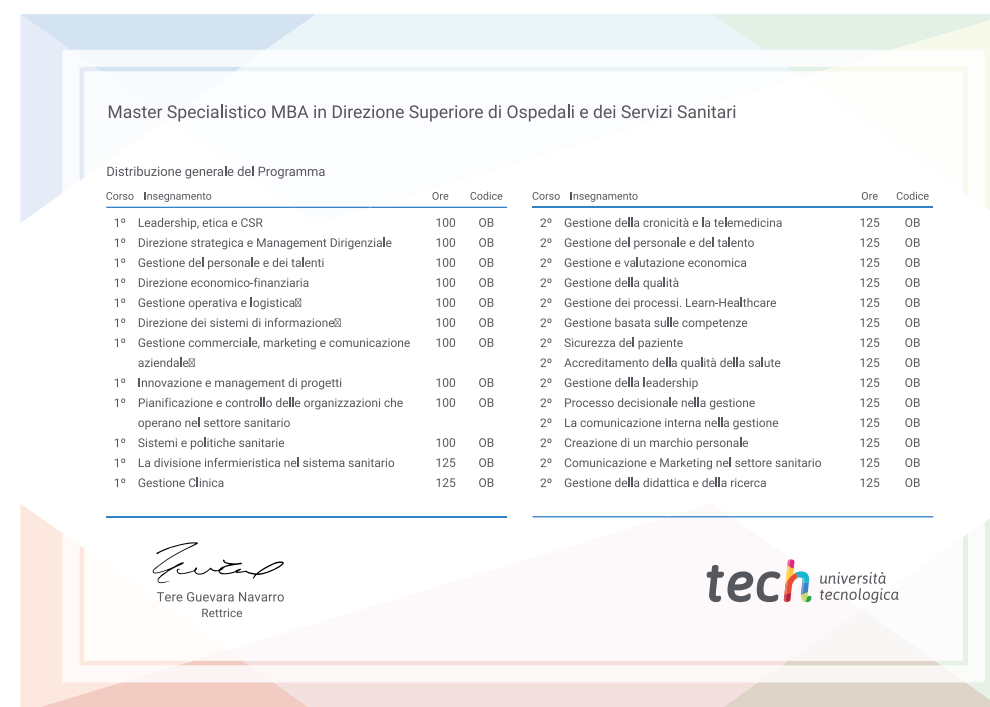 Master Specialistico MBA in Direzione Superiore di Ospedali e dei Servizi Sanitari
Distribuzione generale del Programma
Corso Insegnamento Ore Codice
1º Leadership, etica e CSR 100 OB
1º Direzione strategica e Management Dirigenziale 100 OB
1º Gestione del personale e dei talenti 100 OB
1º Direzione economico-finanziaria 100 OB
1º Gestione operativa e logistica 100 OB
1º Direzione dei sistemi di informazione 100 OB
1º Gestione commerciale, marketing e comunicazione 100 OB
aziendale
1º Innovazione e management di progetti 100 OB
1º Pianificazione e controllo delle organizzazioni che 100 OB
operano nel settore sanitario
1º Sistemi e politiche sanitarie 100 OB
1º La divisione infermieristica nel sistema sanitario 125 OB
1º Gestione Clinica 125 OB
Corso Insegnamento Ore Codice
2º Gestione della cronicità e la telemedicina 125 OB
2º Gestione del personale e del talento 125 OB
2º Gestione e valutazione economica 125 OB
2º Gestione della qualità 125 OB
2º Gestione dei processi. Learn-Healthcare 125 OB
2º Gestione basata sulle competenze 125 OB
2º Sicurezza del paziente 125 OB
2º Accreditamento della qualità della salute 125 OB
2º Gestione della leadership 125 OB
2º Processo decisionale nella gestione 125 OB
2º La comunicazione interna nella gestione 125 OB
2º Creazione di un marchio personale 125 OB
2º Comunicazione e Marketing nel settore sanitario 125 OB
2º Gestione della didattica e della ricerca 125 OB
Tere Guevara Navarro
Rettrice
tech università
tecnologica